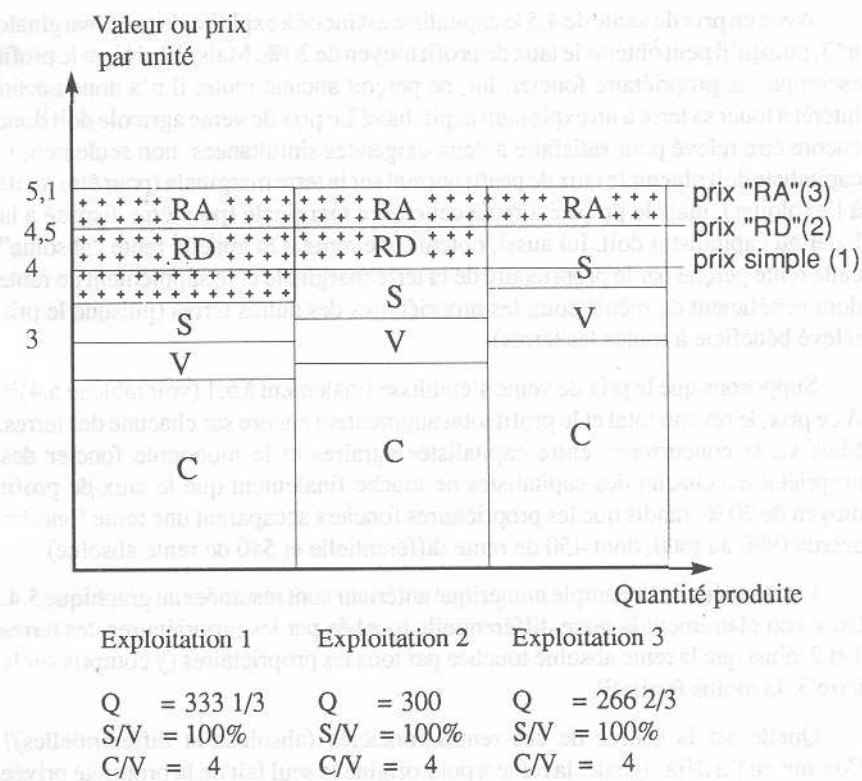 Valeur ou prix
par unité
5,1
4,5
4
3
RA
RA
RA
RD
RD
S
S
S
V
V
V
C
C
C
prix "RA"(3)
prix "RD"(2)
prix simple (1)
Quantité produite
Exploitation 1 Exploitation 2 Exploitation 3
Q = 333 1/3 Q = 300 Q = 266 2/3
S/V = 100% S/V = 100% S/V = 100%
C/V = 4 C/V = 4 C/V = 4